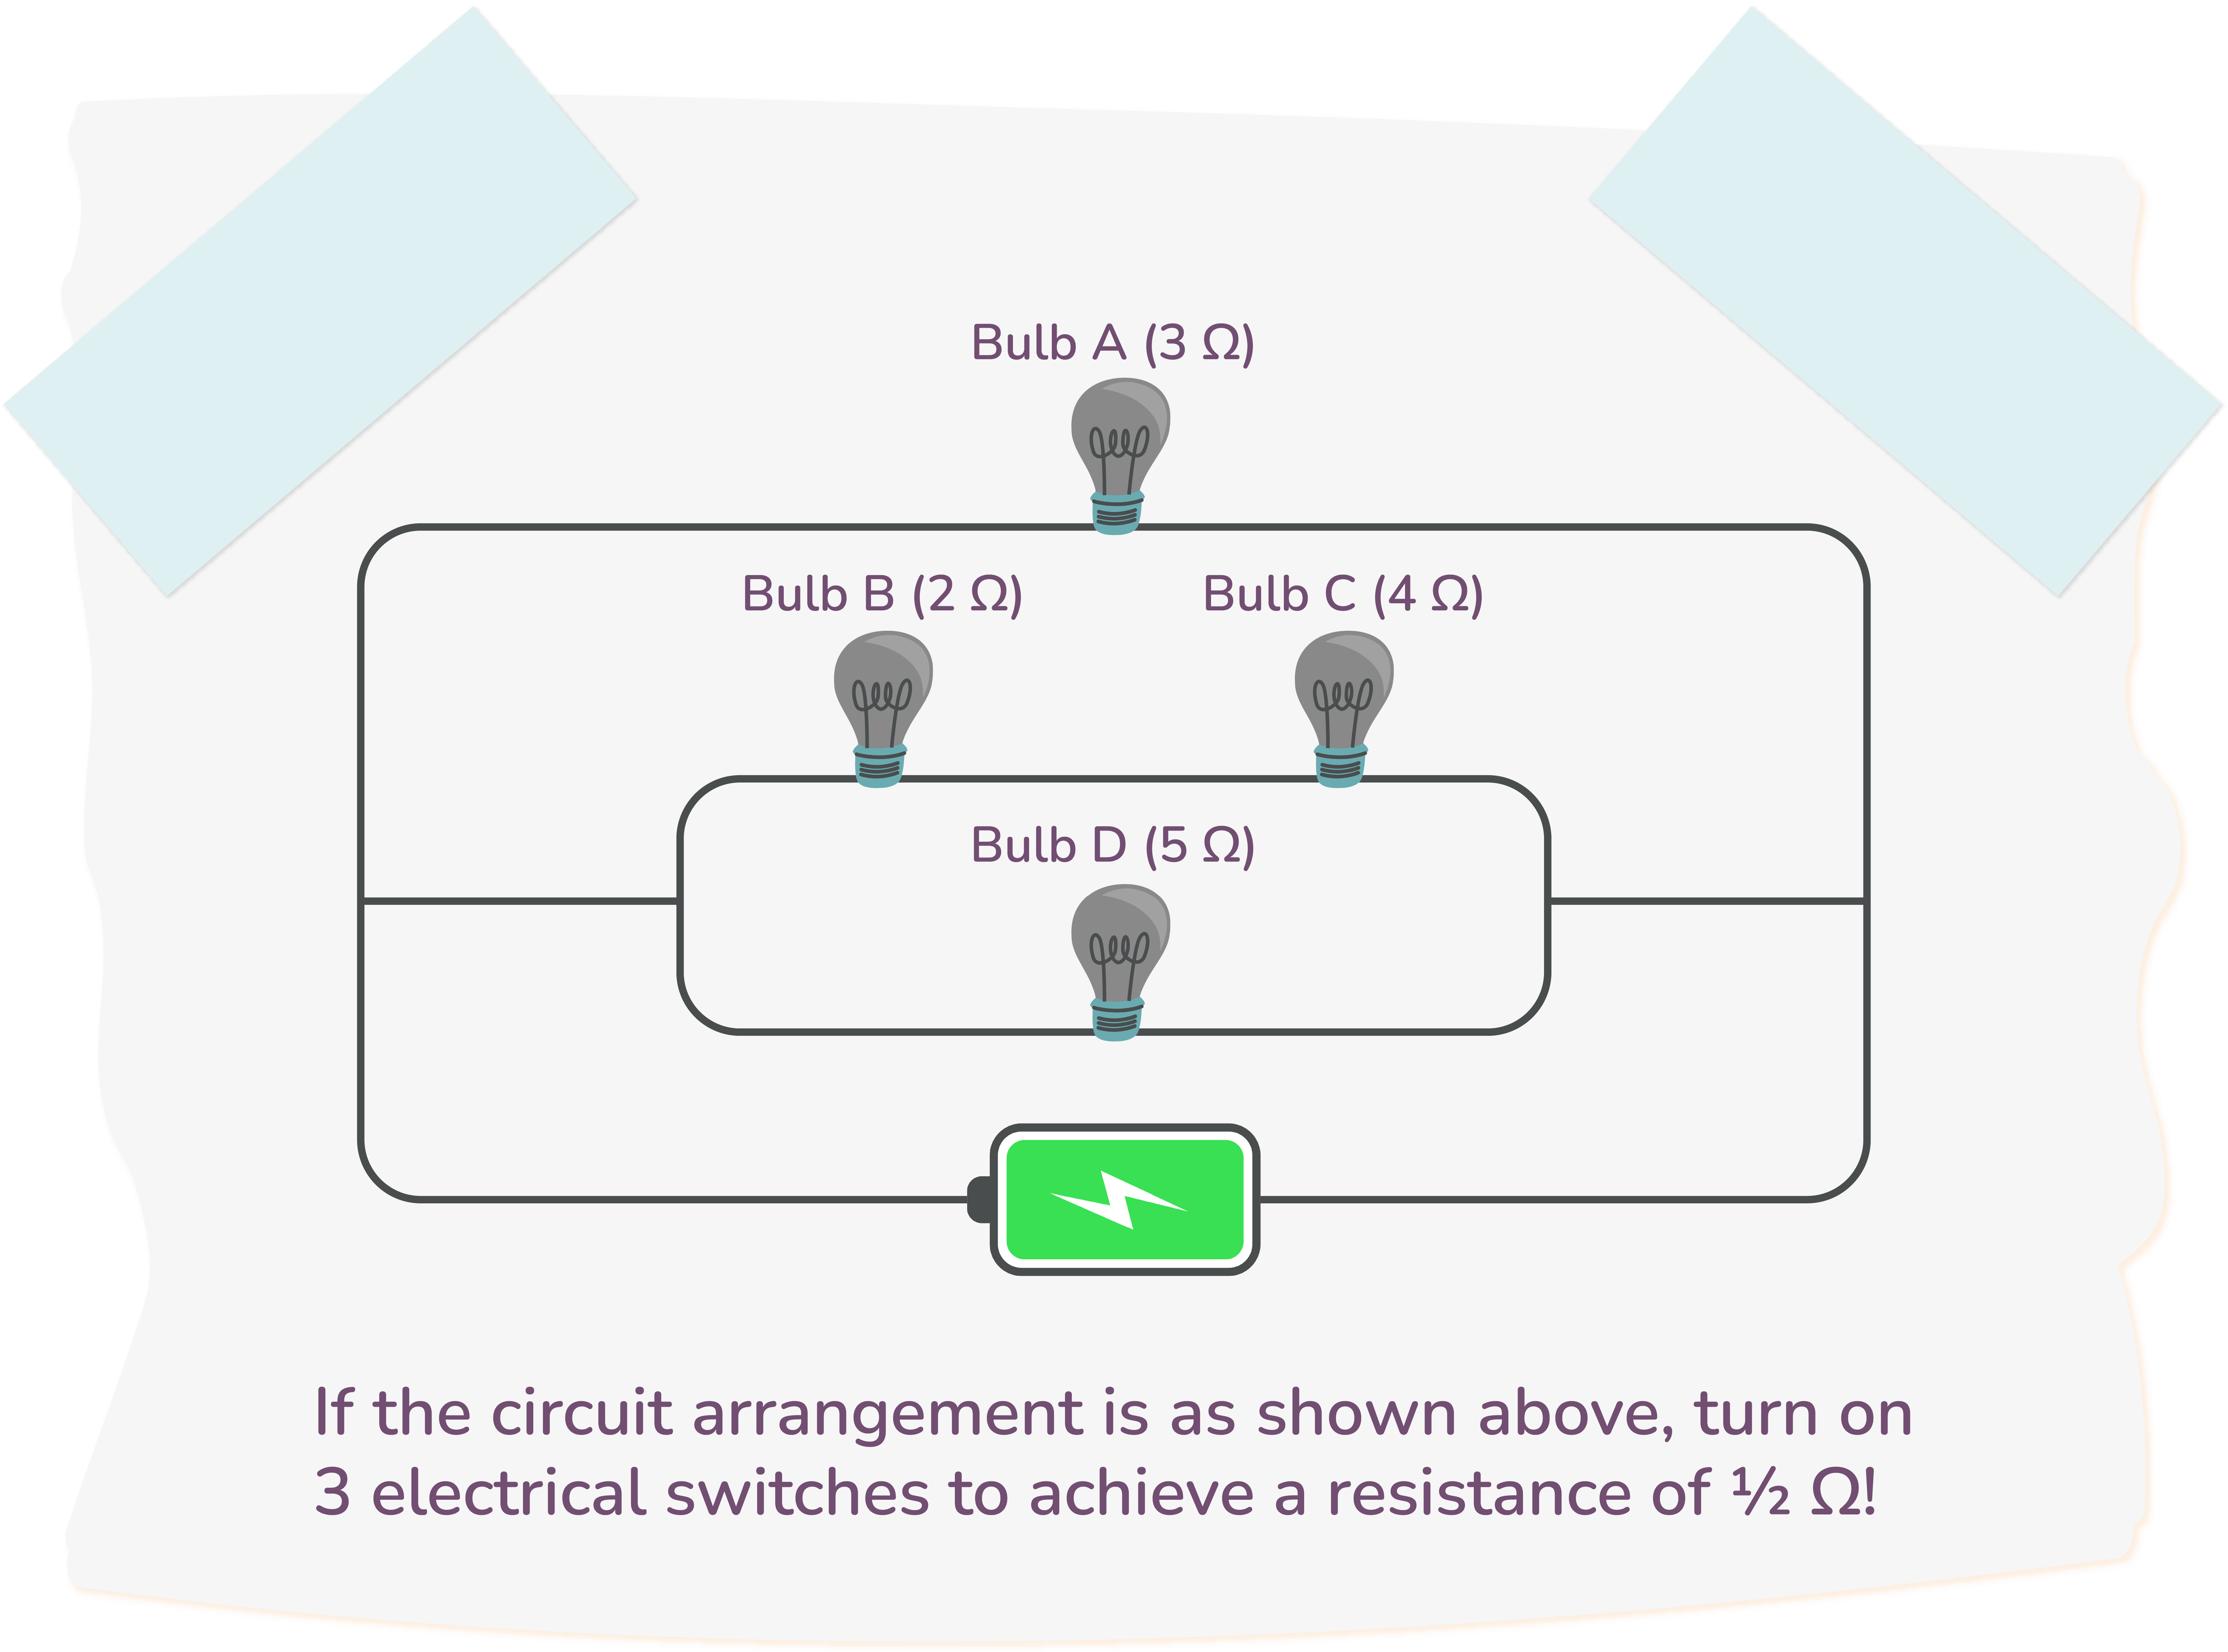 Bulb A (3 Ω)
Bulb B (2 Ω)
Bulb C (4 Ω)
Bulb D (5 Ω)
If the circuit arrangement is as shown above, turn on
3 electrical switches to achieve a resistance of ½ Ω!